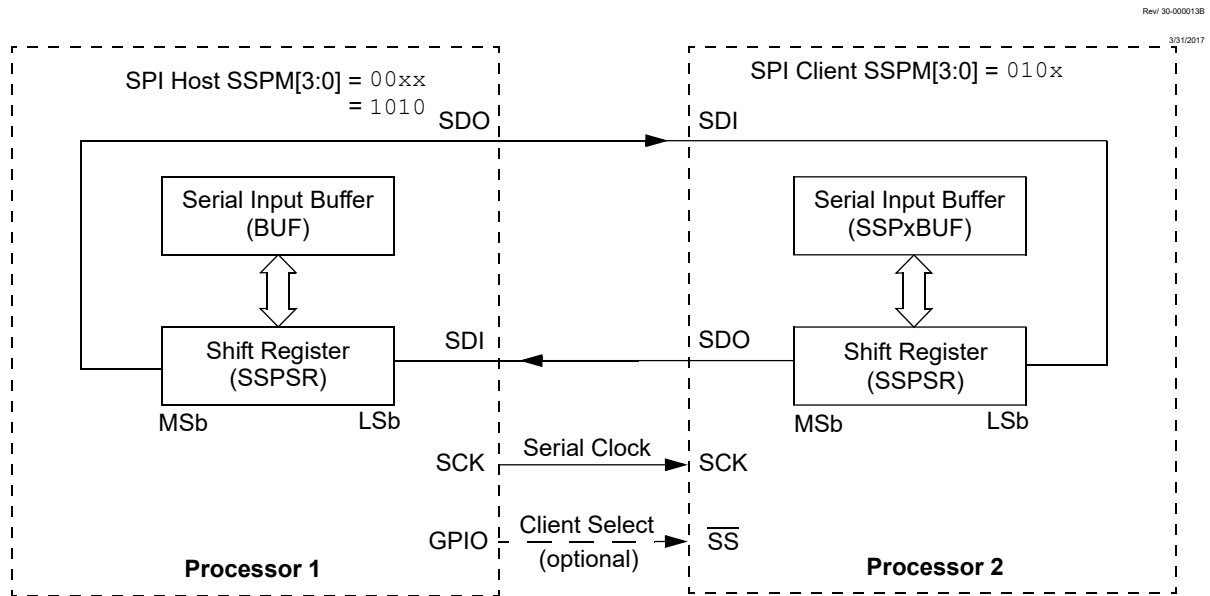 Rev/ 30-000013B
3/31/2017
SPI Host SSPM[3:0] = 00xx
= 1010
SPI Client SSPM[3:0] = 010x
SDO
SDI
Serial Input Buffer
(BUF)
Serial Input Buffer
(SSPxBUF)
SDI
SDO
Shift Register
(SSPSR)
Shift Register
(SSPSR)
MSb
LSb
MSb
LSb
SCK
Serial Clock
SCK
GPIO
Client Select
(optional)
S̅S̅
Processor 1
Processor 2